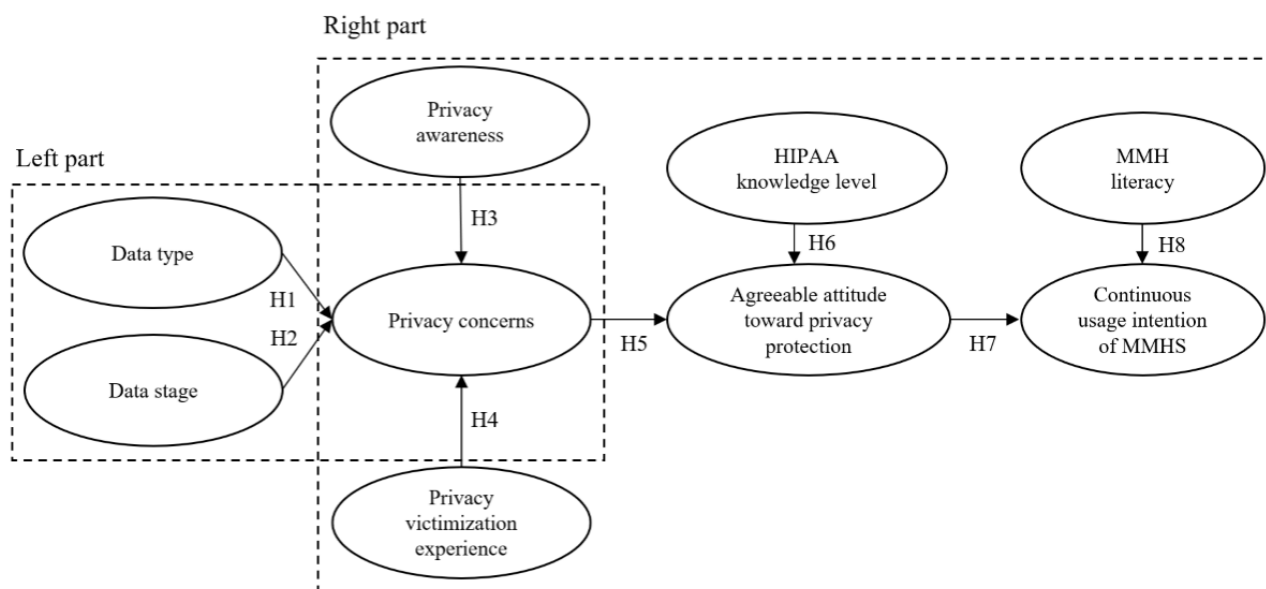 Right part
Privacy
awareness
Left part
HIPAA
knowledge level
MMH
literacy
Data type
H3
H6
H8
H1
Privacy concerns
Agreeable attitude
toward privacy
protection
Continuous
usage intention
of MMHS
H2
H5
H7
Data stage
H4
Privacy
victimization
experience